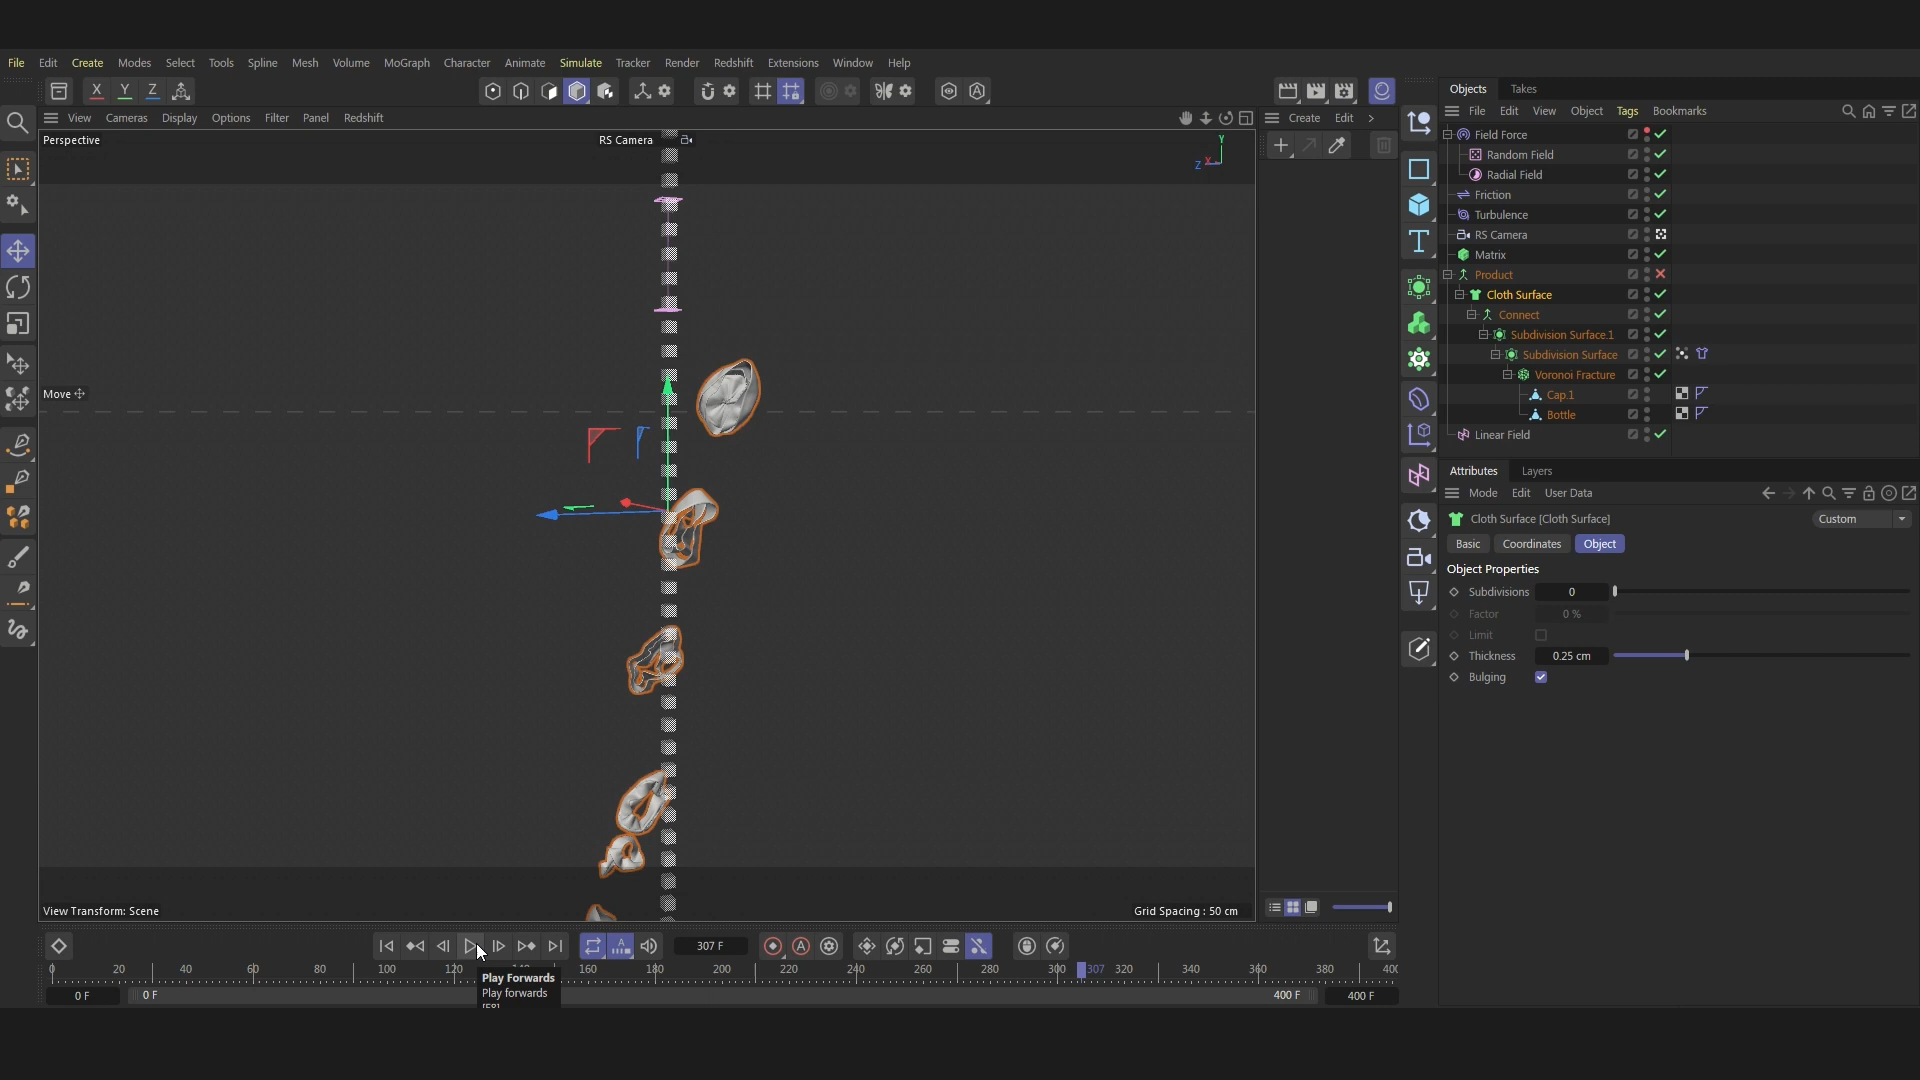 File Edit Create Modes Select Tools Spline Mesh Volume MoGraph Character Animate Simulate Tracker Render Redshift Extensions Window Help
X Y Z
Objects Takes
File Edit View Object Tags Bookmarks
View Cameras Display Options Filter Panel Redshift
Create Edit
Perspective
RS Camera
Y
Z X
Move
View Transform: Scene
Grid Spacing : 50 cm
Field Force
Random Field
Radial Field
Friction
Turbulence
RS Camera
Matrix
Product
Cloth Surface
Connect
Subdivision Surface.1
Subdivision Surface
Voronoi Fracture
Cap.1
Bottle
Linear Field
Attributes Layers
Mode Edit User Data
Cloth Surface [Cloth Surface]
Custom
Basic Coordinates Object
Object Properties
Subdivisions 0
Factor 0 %
Limit
Thickness 0.25 cm
Bulging
307 F
0 20 40 60 80 100 120 160 180 200 220 240 260 280 300 307 320 340 360 380 400
Play Forwards
Play forwards
[F8]
0 F 0 F 400 F 400 F